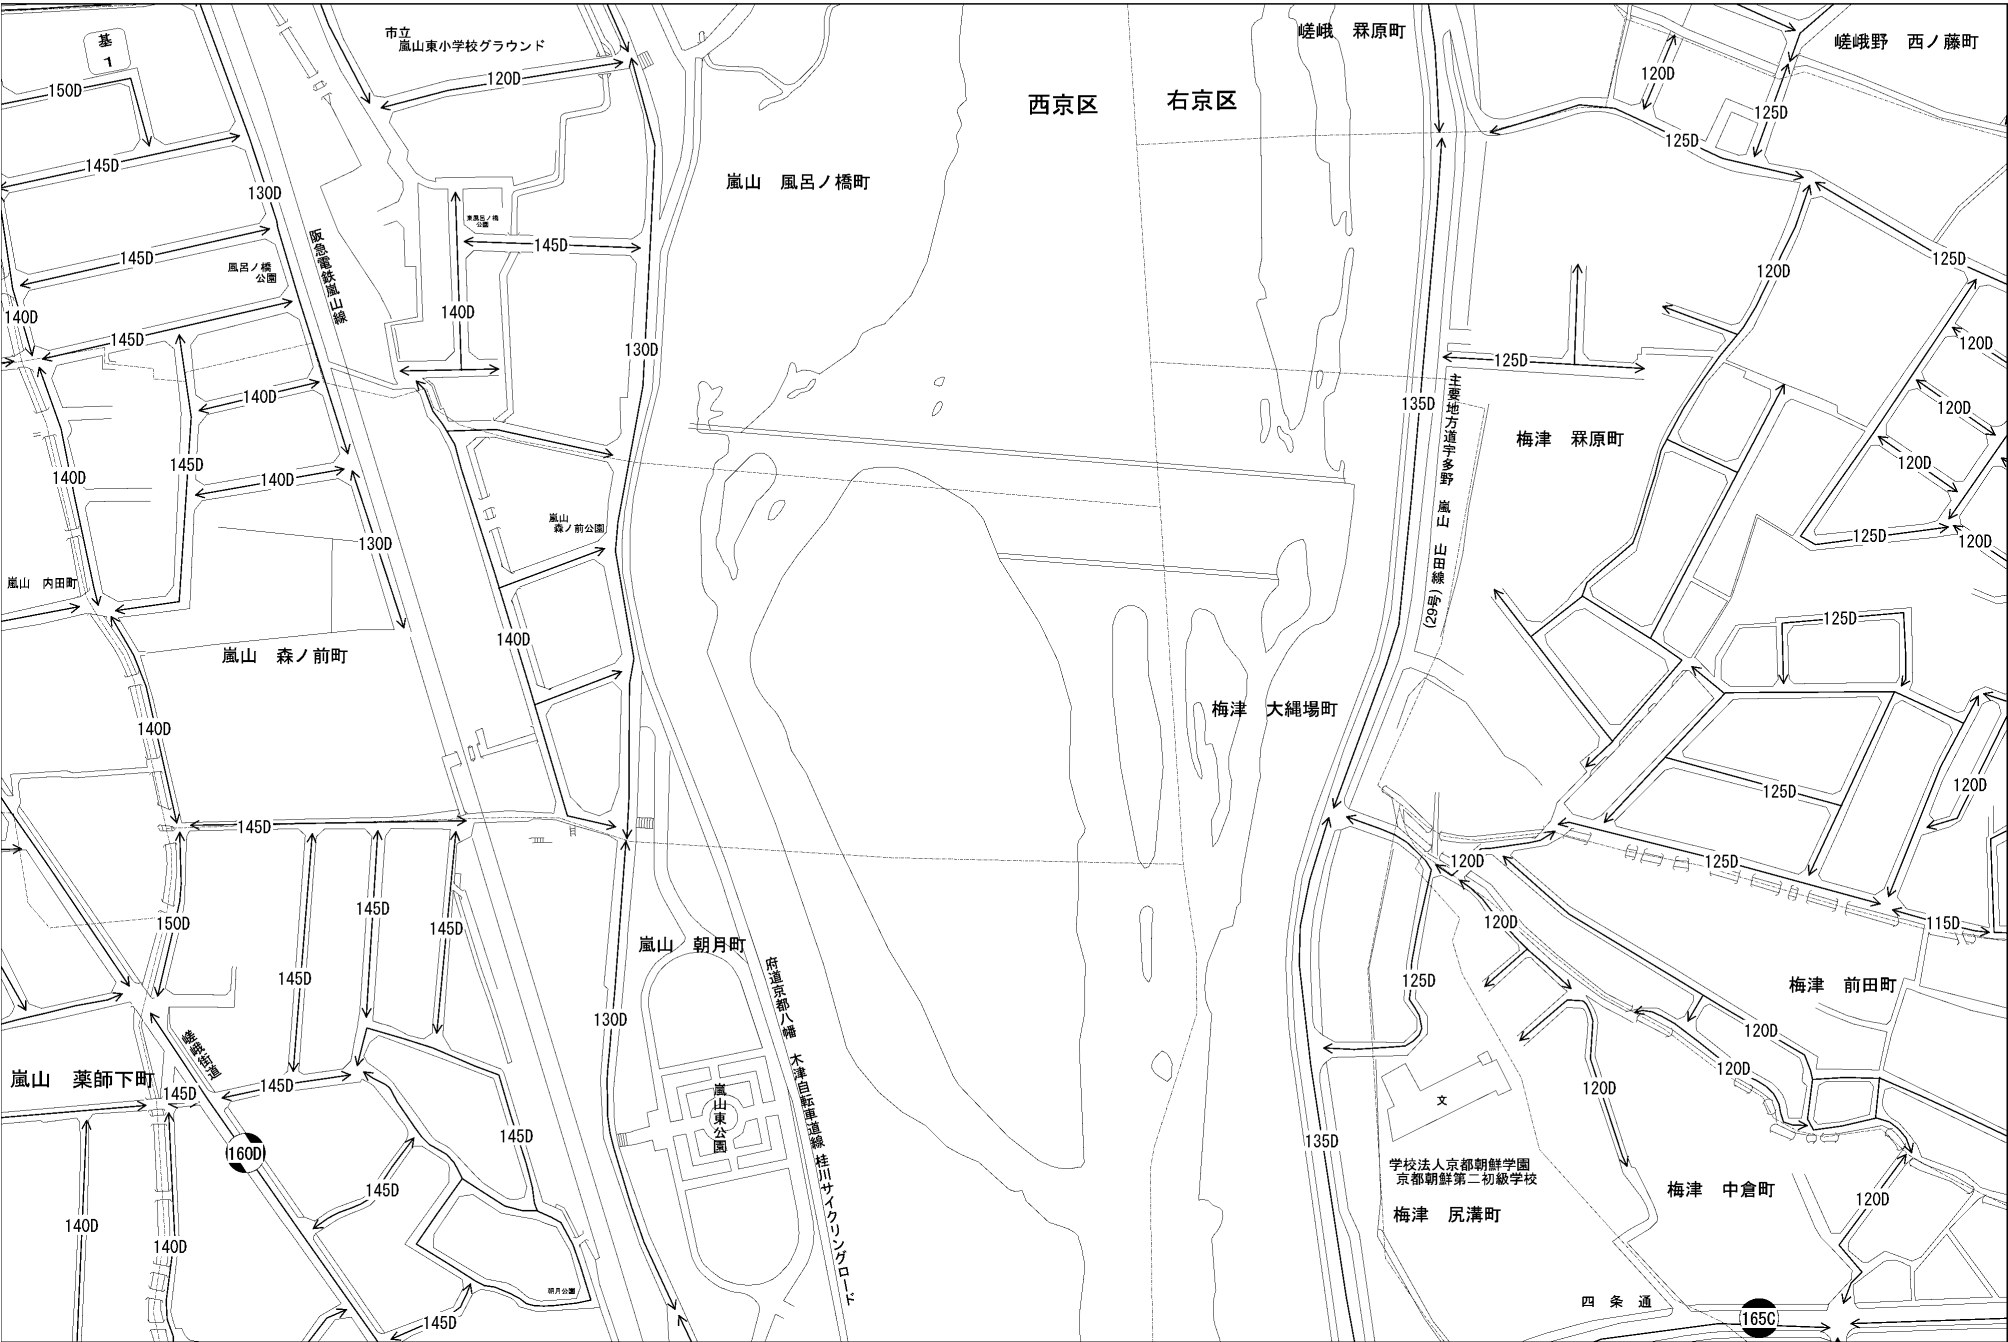 基
1
市立
嵐山東小学校グラウンド
嵯峨 罧原町
嵯峨野 西ノ藤町
120D
150D
120D
西京区 右京区
125D
125D
145D
嵐山 風呂ノ橋町
130D
東風呂ノ橋
公園
阪急電鉄嵐山線
145D
145D
125D
風呂ノ橋
公園
120D
140D
140D
145D
130D
120D
125D
140D
135D
主要地方道宇多野 嵐山 山田線 (29号)
120D
梅津 罧原町
145D
120D
140D
140D
嵐山
森ノ前公園
125D
120D
130D
嵐山 内田町
125D
140D
嵐山 森ノ前町
梅津 大縄場町
140D
120D
125D
145D
120D
125D
145D
150D
145D
120D
115D
嵐山 朝月町
府道京都八幡 木津自転車道線 桂川サイクリングロード
145D
125D
梅津 前田町
130D
120D
嵯峨街道
120D
嵐山 薬師下町
145D
145D
120D
嵐山東公園
文
145D
135D
160D
学校法人京都朝鮮学園
京都朝鮮第二初級学校
145D
梅津 中倉町
120D
梅津 尻溝町
140D
140D
朝月公園
四条通
145D
165C